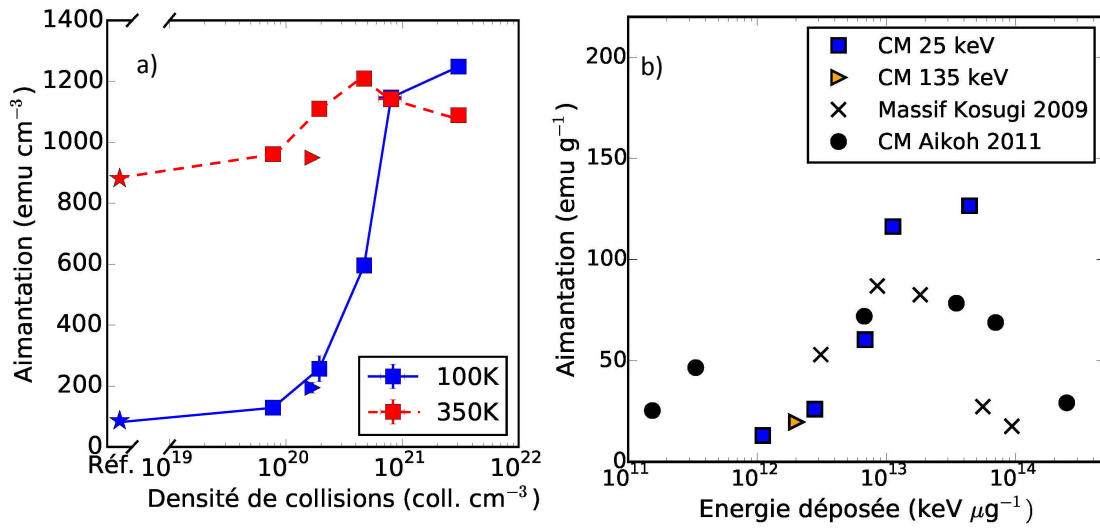 a)
Aimantation (emu cm⁻³)
1400
1200
1000
800
600
400
200
0
100K
350K
Réf. 10¹⁹ 10²⁰ 10²¹ 10²²
Densité de collisions (coll. cm⁻³)
b)
Aimantation (emu g⁻¹)
200
150
100
50
0
CM 25 keV
CM 135 keV
Massif Kosugi 2009
CM Aikoh 2011
10¹¹ 10¹² 10¹³ 10¹⁴
Energie déposée (keV μg⁻¹)